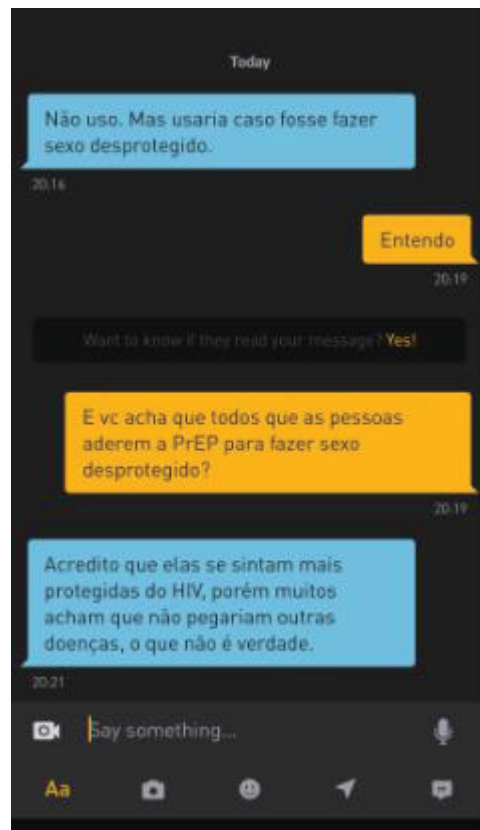 Today
Não uso. Mas usaria caso fosse fazer
sexo desprotegido.
20:16
Entendo
20:19
Want to know if they read your message? Yes!
E vc acha que todos que as pessoas
aderem a PrEP para fazer sexo
desprotegido?
20:19
Acredito que elas se sintam mais
protegidas do HIV, porém muitos
acham que não pegariam outras
doenças, o que não é verdade.
20:21
Say something...
Aa